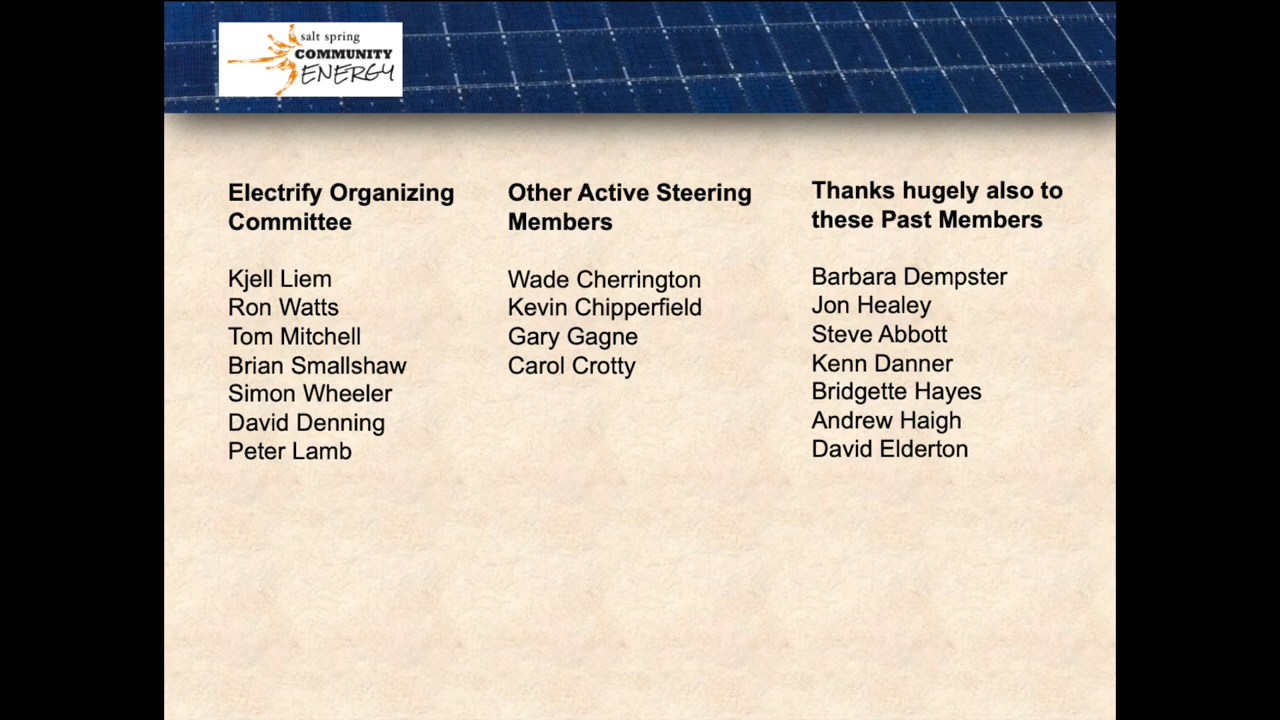 salt spring
COMMUNITY
ENERGY
Electrify Organizing
Committee
Kjell Liem
Ron Watts
Tom Mitchell
Brian Smallshaw
Simon Wheeler
David Denning
Peter Lamb
Other Active Steering
Members
Wade Cherrington
Kevin Chipperfield
Gary Gagne
Carol Crotty
Thanks hugely also to
these Past Members
Barbara Dempster
Jon Healey
Steve Abbott
Kenn Danner
Bridgette Hayes
Andrew Haigh
David Elderton